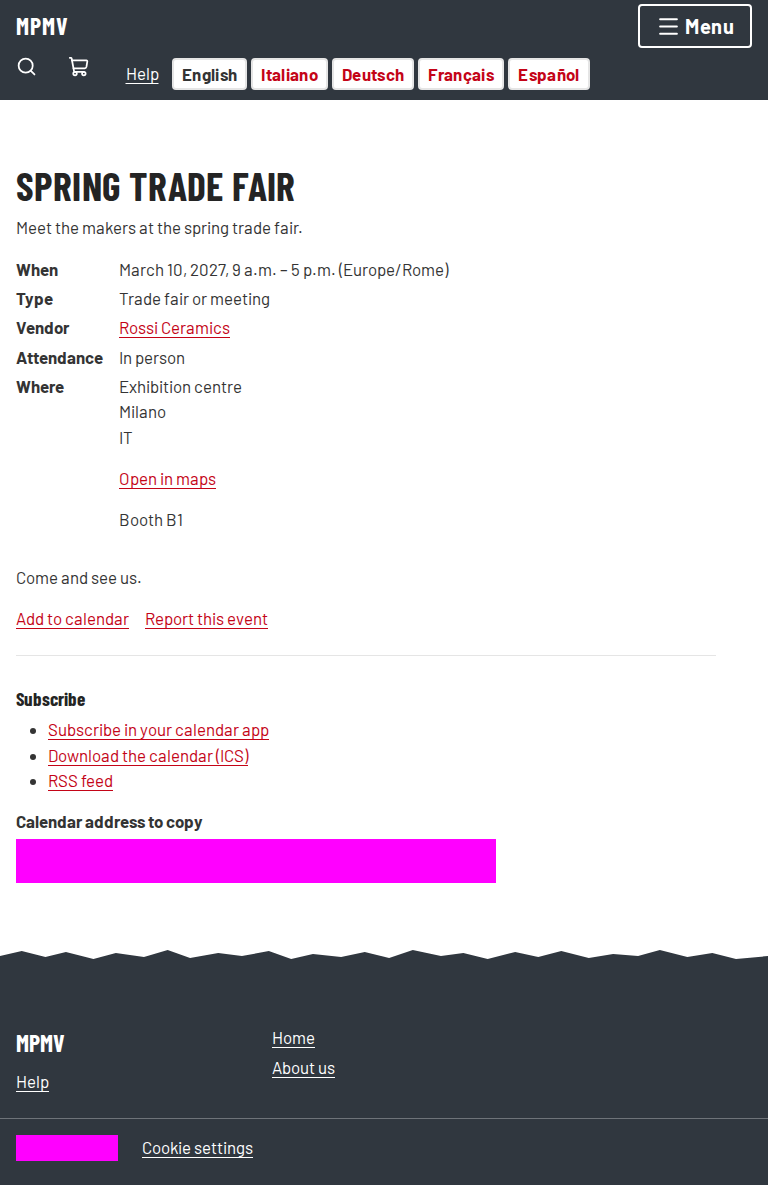 MPMV
Menu
Help English Italiano Deutsch Français Español
SPRING TRADE FAIR
Meet the makers at the spring trade fair.
When March 10, 2027, 9 a.m. – 5 p.m. (Europe/Rome)
Type Trade fair or meeting
Vendor Rossi Ceramics
Attendance In person
Where Exhibition centre
Milano
IT
Open in maps
Booth B1
Come and see us.
Add to calendar Report this event
Subscribe
Subscribe in your calendar app
Download the calendar (ICS)
RSS feed
Calendar address to copy
MPMV
Help
Home
About us
Cookie settings